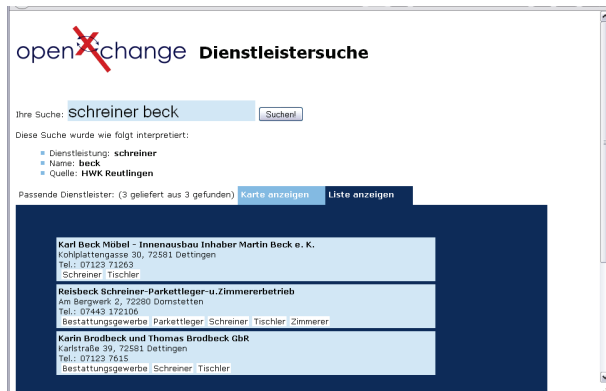 openXchange Dienstleistersuche
Ihre Suche: schreiner beck Suchen!
Diese Suche wurde wie folgt interpretiert:
Dienstleistung: schreiner
Name: beck
Quelle: HWK Reutlingen
Passende Dienstleister: (3 geliefert aus 3 gefunden) Karte anzeigen Liste anzeigen
Karl Beck Möbel - Innenausbau Inhaber Martin Beck e. K.
Kohlplattengasse 30, 72581 Dettingen
Tel.: 07123 71263
Schreiner Tischler
Reisbeck Schreiner-Parkettleger-u.Zimmererbetrieb
Am Bergwerk 2, 72280 Dornstetten
Tel.: 07443 172106
Bestattungsgewerbe Parkettleger Schreiner Tischler Zimmerer
Karin Brodbeck und Thomas Brodbeck GbR
Karlstraße 39, 72581 Dettingen
Tel.: 07123 7615
Bestattungsgewerbe Schreiner Tischler